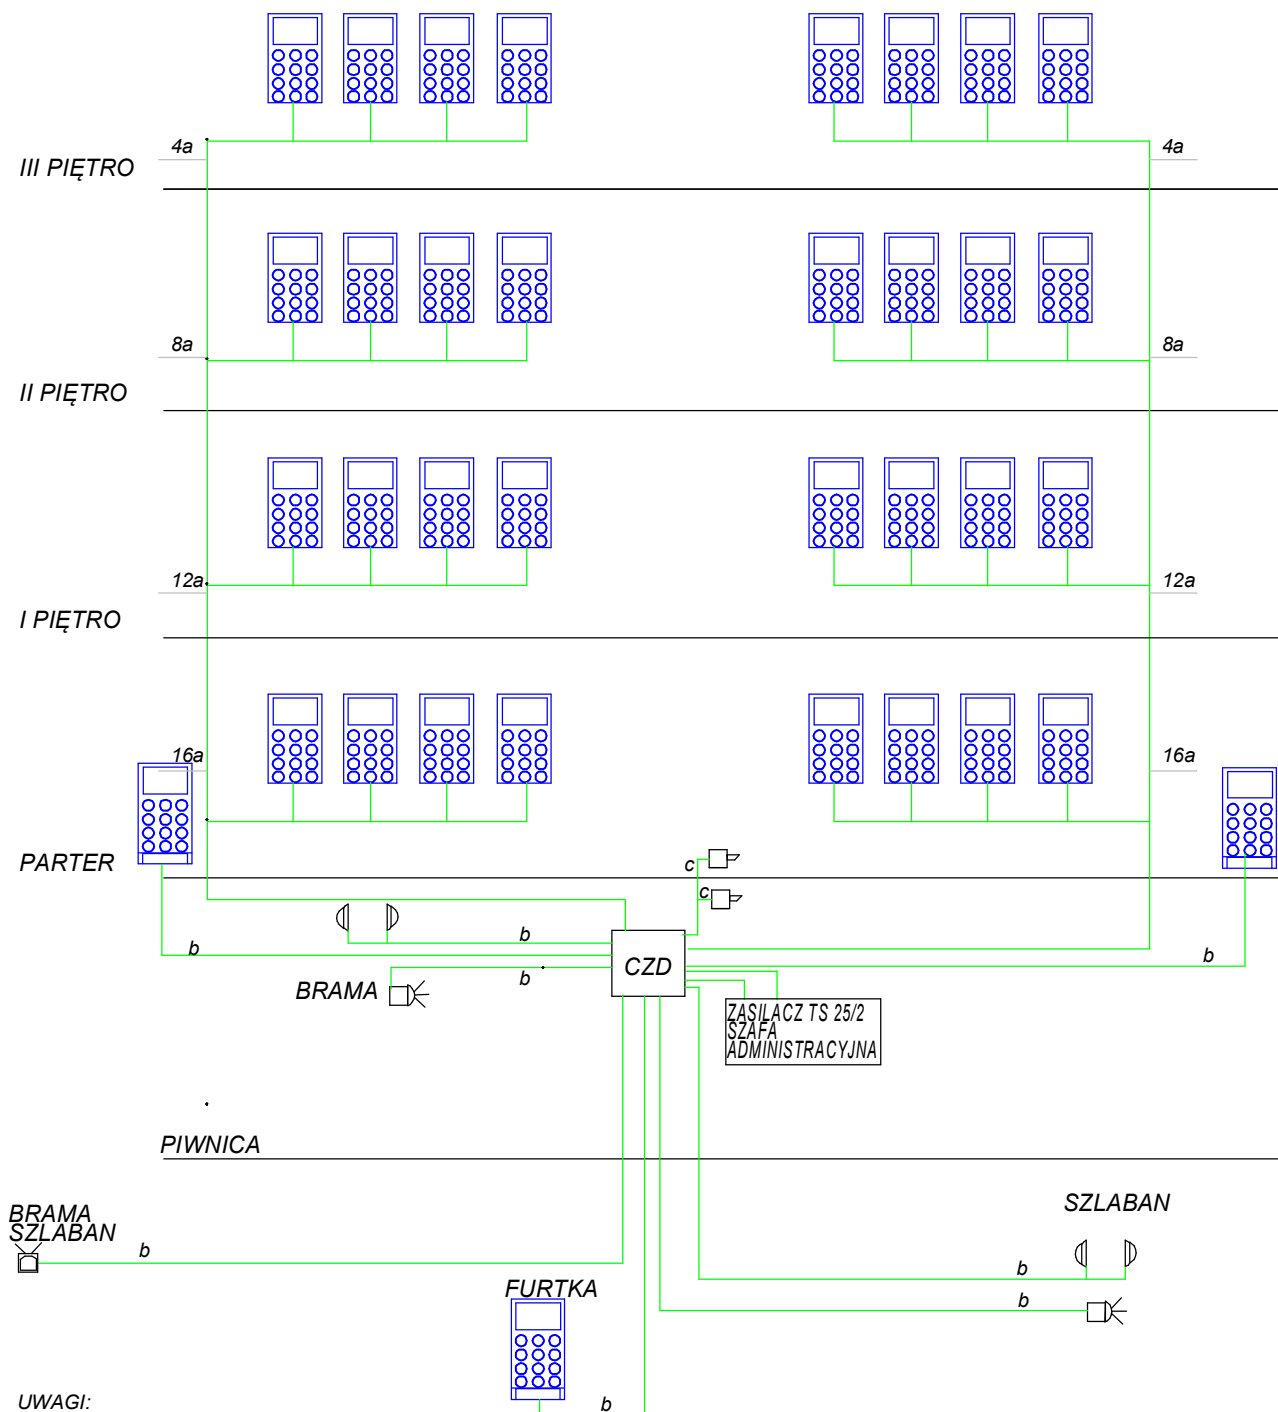 4a
4a
III PIĘTRO
8a
8a
II PIĘTRO
12a
12a
I PIĘTRO
16a
16a
PARTER
c
c
b
b
b
b
CZD
BRAMA
ZASILACZ TS 25/2
SZAFA
ADMINISTRACYJNA
PIWNICA
BRAMA
SZLABAN
b
SZLABAN
b
b
FURTKA
b
UWAGI: